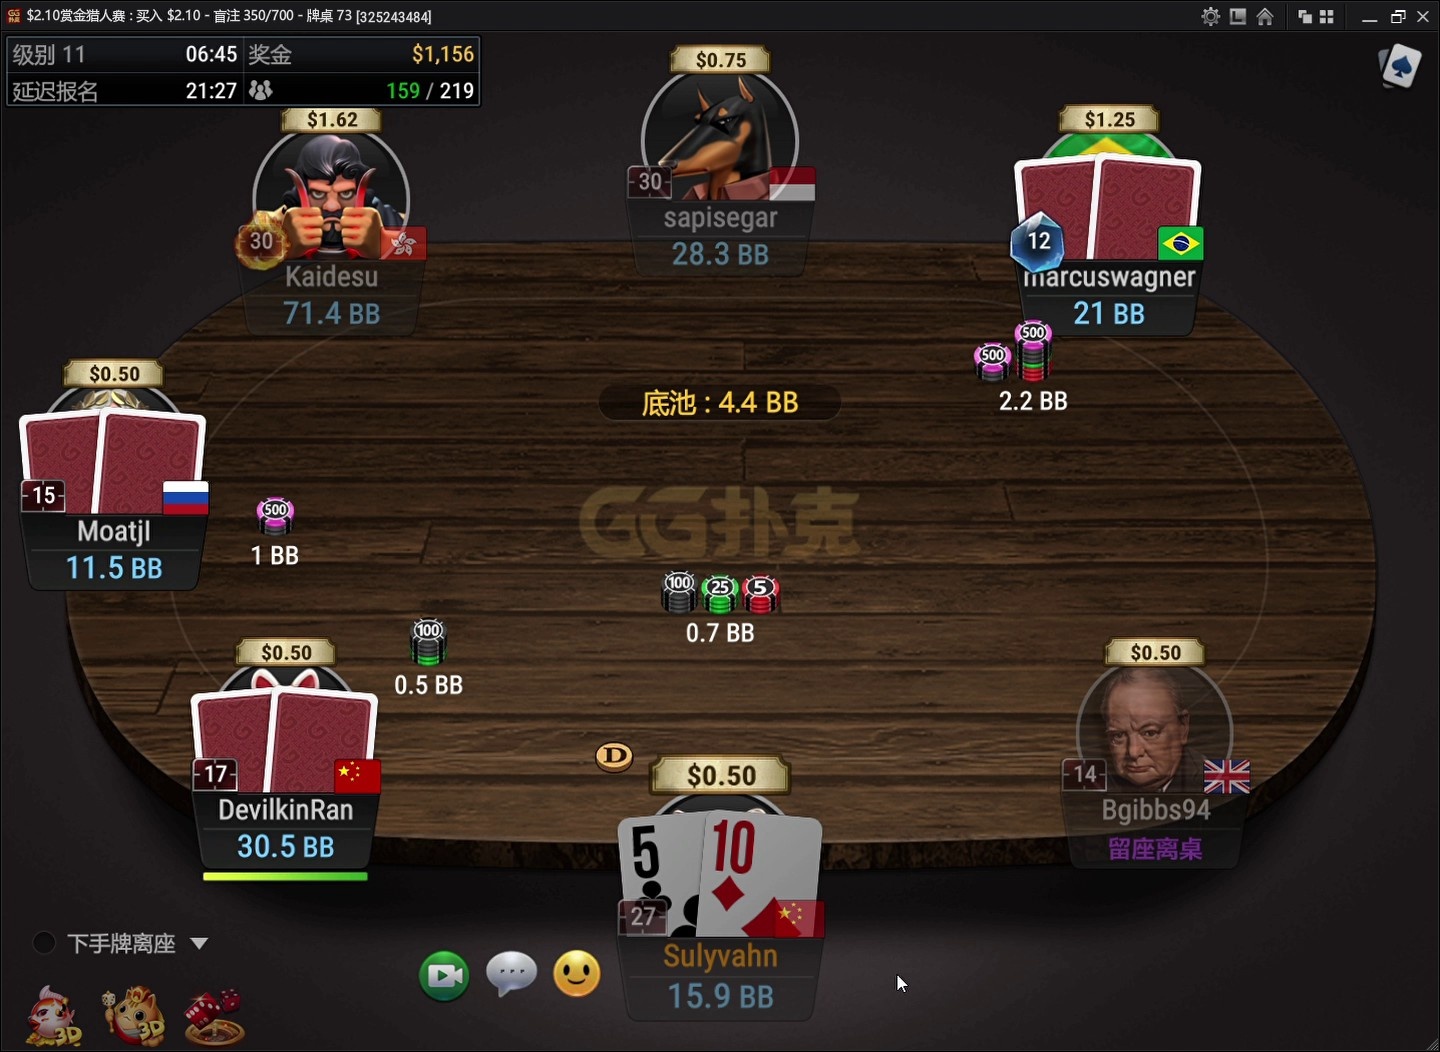 $2.10赏金猎人赛 : 买入 $2.10 - 盲注 350/700 - 牌桌 73 [325243484]
级别 11 06:45 奖金 $1,156
延迟报名 21:27 159 / 219
$0.75
30
sapisegar
28.3 BB
$1.62
30
Kaidesu
71.4 BB
$1.25
12
marcuswagner
21 BB
500 500
2.2 BB
底池 : 4.4 BB
$0.50
15
Moatjl
11.5 BB
500
1 BB
GG扑克
100 25 5
0.7 BB
100
0.5 BB
$0.50
17
DevilkinRan
30.5 BB
D
$0.50
5 10
27
Sulyvahn
15.9 BB
$0.50
14
Bgibbs94
留座离桌
下手牌离座
3D 3D